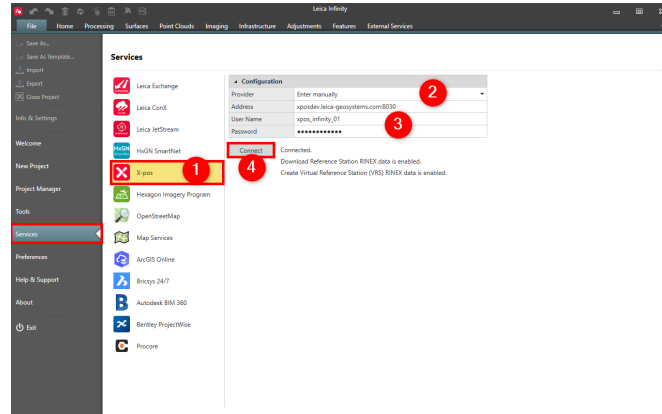 Leica Infinity
File Home Processing Surfaces Point Clouds Imaging Infrastructure Adjustments Features External Services
Save As...
Save As Template...
Import
Export
Close Project
Info & Settings
Welcome
New Project
Project Manager
Tools
Services
Preferences
Help & Support
About
Exit
Services
Leica Exchange
Leica ConX
Leica JetStream
HxGN HxGN SmartNet
X-pos 1
Hexagon Imagery Program
OpenStreetMap
Map Services
ArcGIS Online
Bricsys 24/7
Autodesk BIM 360
Bentley ProjectWise
Procore
Configuration
Provider Enter manually 2
Address xposdev.leica-geosystems.com:8030
User Name xpos_infinity_01 3
Password ••••••••••••
Connect Connected.
4 Download Reference Station RINEX data is enabled.
Create Virtual Reference Station (VRS) RINEX data is enabled.